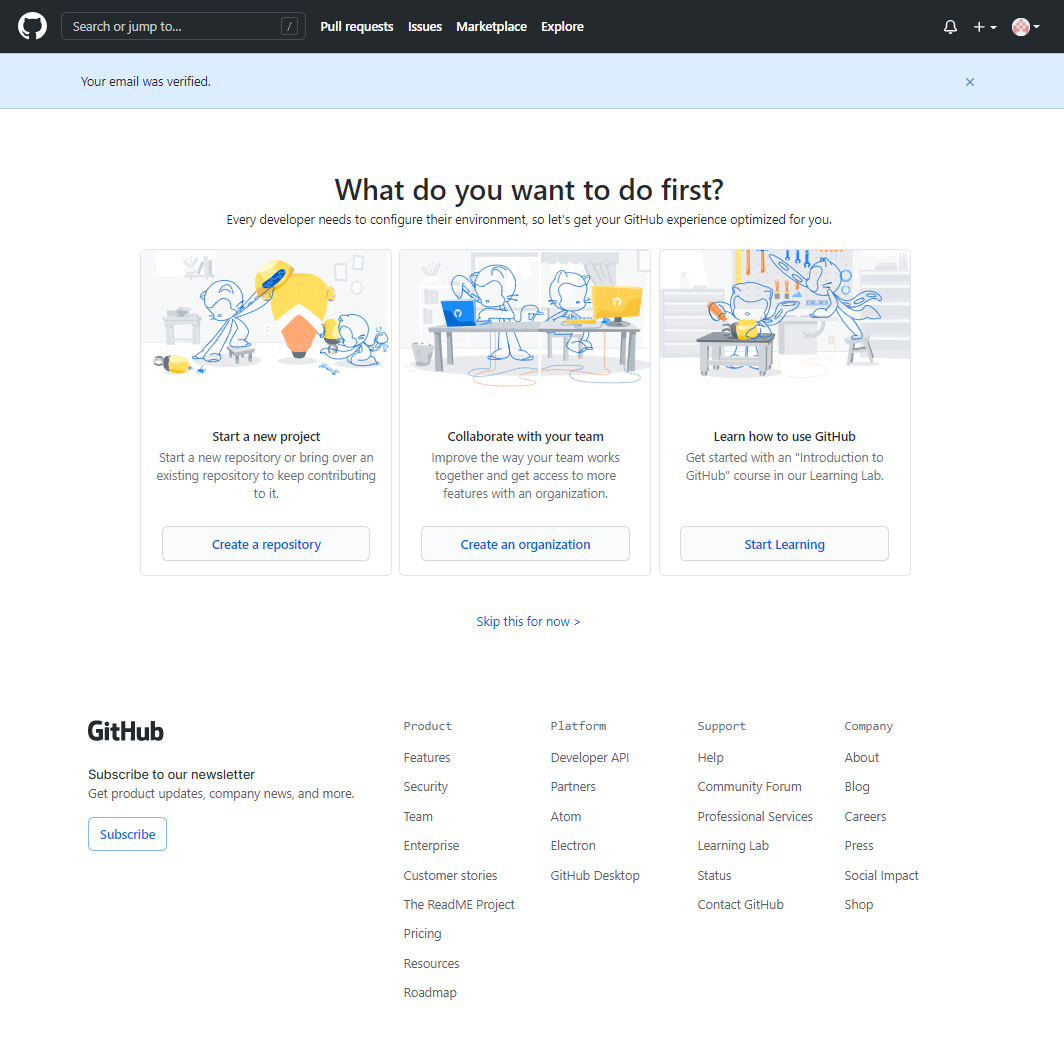 Search or jump to... /
Pull requests Issues Marketplace Explore
Your email was verified.
What do you want to do first?
Every developer needs to configure their environment, so let's get your GitHub experience optimized for you.
Start a new project
Start a new repository or bring over an
existing repository to keep contributing
to it.
Create a repository
Collaborate with your team
Improve the way your team works
together and get access to more
features with an organization.
Create an organization
Learn how to use GitHub
Get started with an "Introduction to
GitHub" course in our Learning Lab.
Start Learning
Skip this for now >
GitHub
Subscribe to our newsletter
Get product updates, company news, and more.
Subscribe
Product
Features
Security
Team
Enterprise
Customer stories
The ReadME Project
Pricing
Resources
Roadmap
Platform
Developer API
Partners
Atom
Electron
GitHub Desktop
Support
Help
Community Forum
Professional Services
Learning Lab
Status
Contact GitHub
Company
About
Blog
Careers
Press
Social Impact
Shop